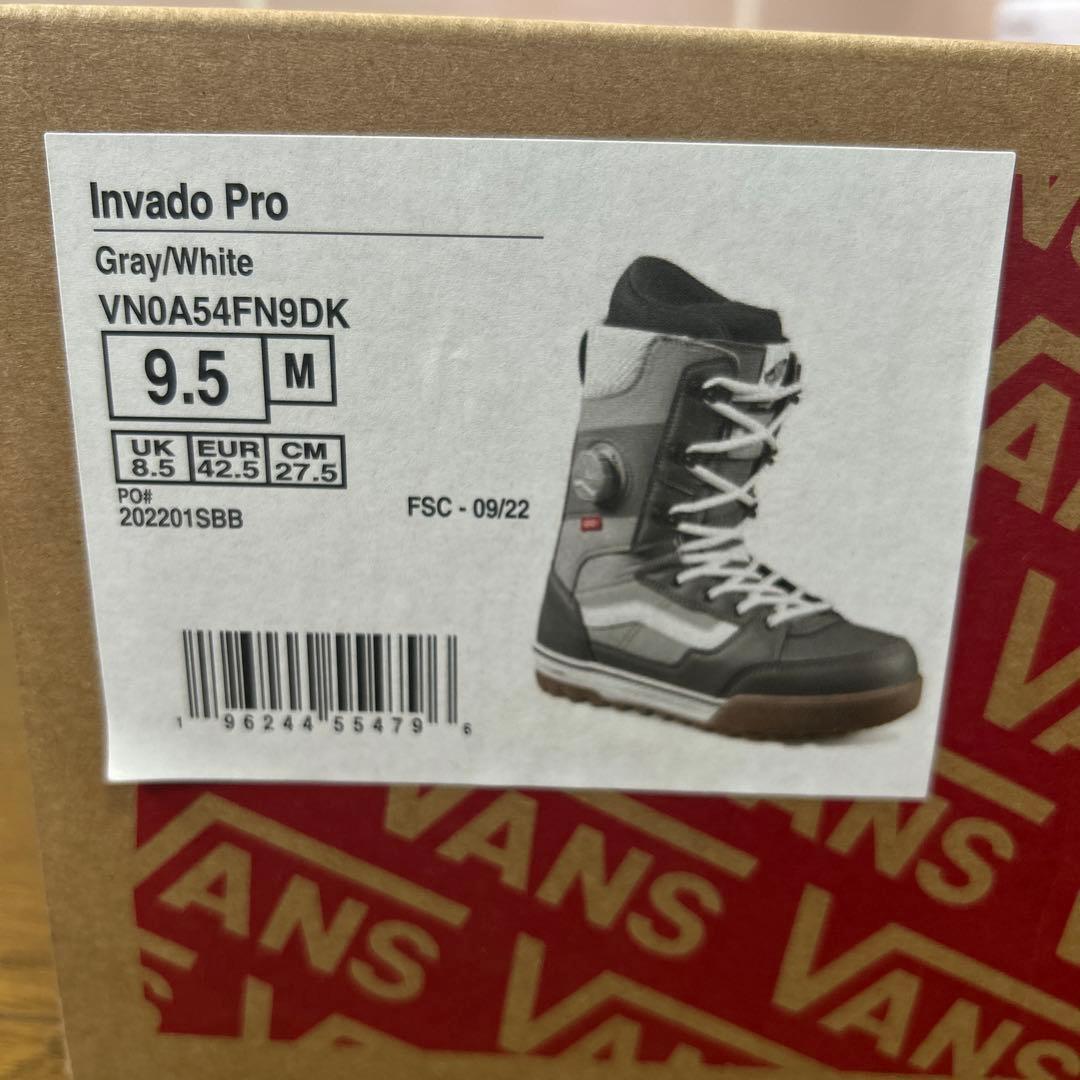 Invado Pro
Gray/White
VN0A54FN9DK
9.5 M
UK EUR CM
8.5 42.5 27.5
PO#
202201SBB
FSC - 09/22
1 96244 55479 6
VANS
VANS
VANS
VANS
VANS